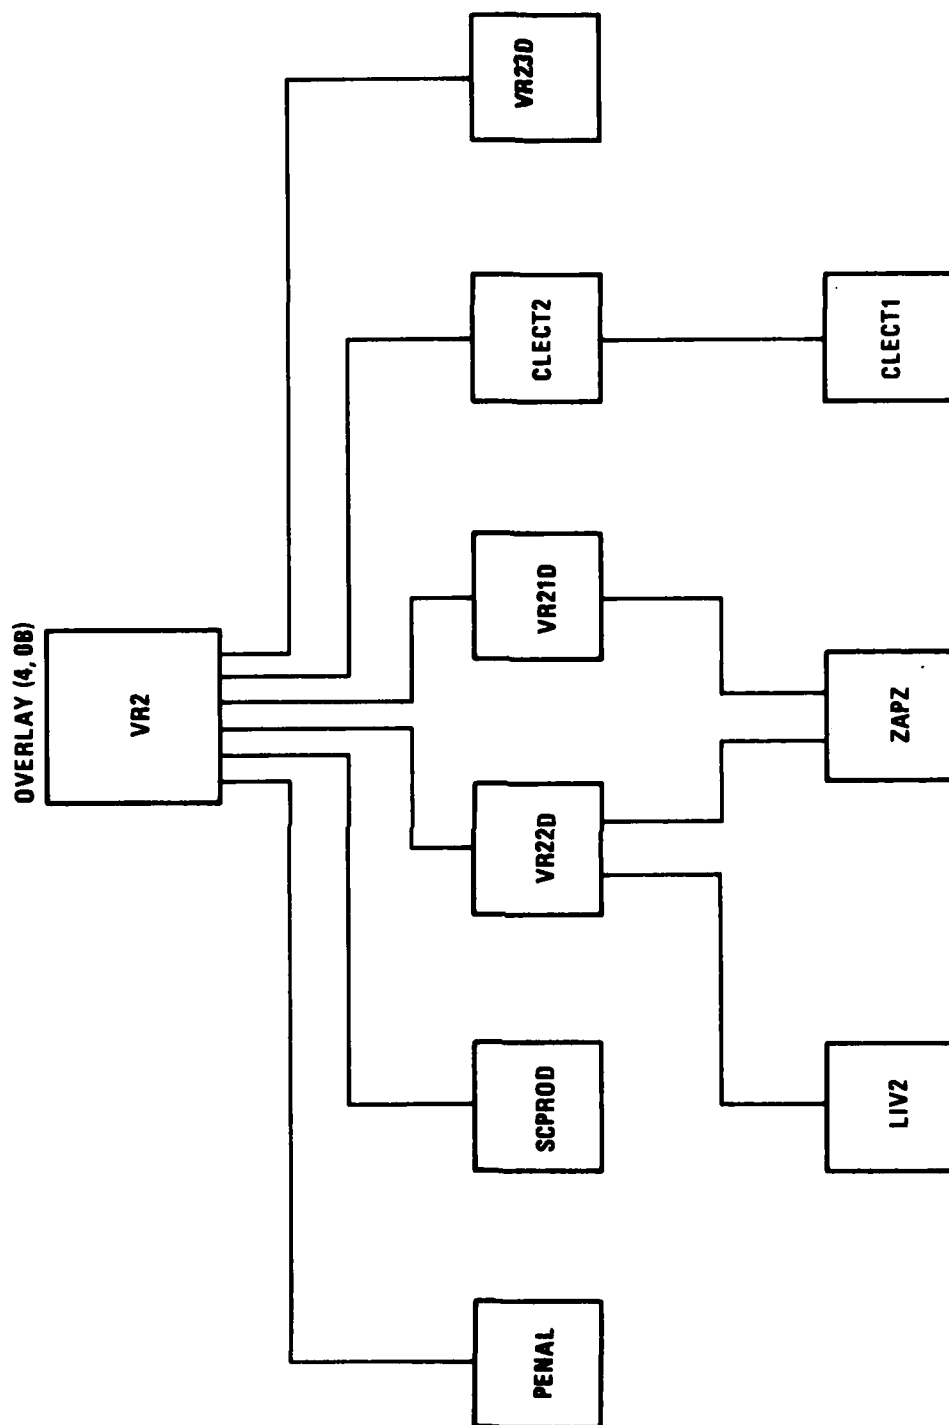 OVERLAY (4, 0B)
VR2
PENAL
SCPROD
VR22D
VR21D
CLECT2
VR23D
LIV2
ZAPZ
CLECT1